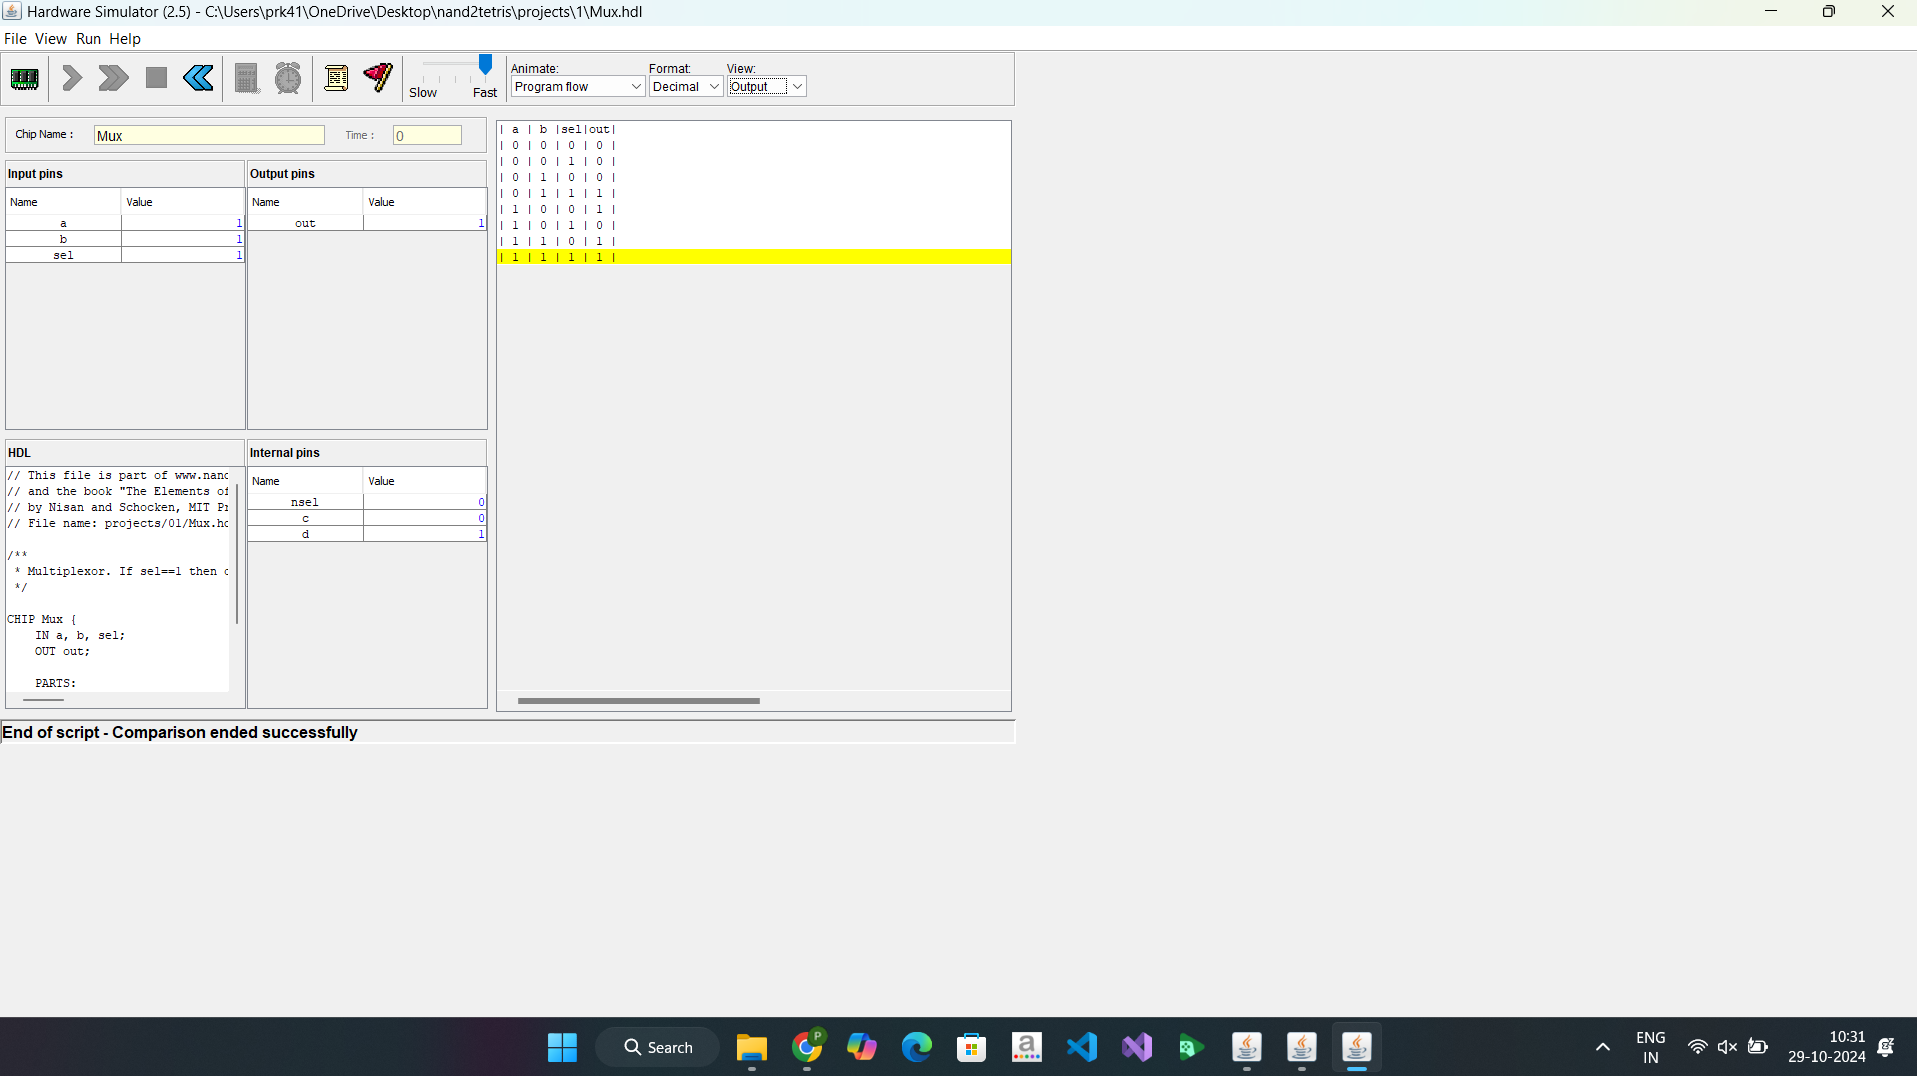 Hardware Simulator (2.5) - C:\Users\prk41\OneDrive\Desktop\nand2tetris\projects\1\Mux.hdl
File View Run Help
Slow Fast
Animate: Format: View:
Program flow Decimal Output
Chip Name : Mux Time : 0
Input pins
Name Value
a 1
b 1
sel 1
Output pins
Name Value
out 1
| a | b |sel|out|
| 0 | 0 | 0 | 0 |
| 0 | 0 | 1 | 0 |
| 0 | 1 | 0 | 0 |
| 0 | 1 | 1 | 1 |
| 1 | 0 | 0 | 1 |
| 1 | 0 | 1 | 0 |
| 1 | 1 | 0 | 1 |
| 1 | 1 | 1 | 1 |
HDL
// This file is part of www.nand
// and the book "The Elements of
// by Nisan and Schocken, MIT Pr
// File name: projects/01/Mux.hd
/**
* Multiplexor. If sel==1 then o
*/
CHIP Mux {
IN a, b, sel;
OUT out;
PARTS:
Internal pins
Name Value
nsel 0
c 0
d 1
End of script - Comparison ended successfully
Search
P
a
ENG
IN
10:31
29-10-2024